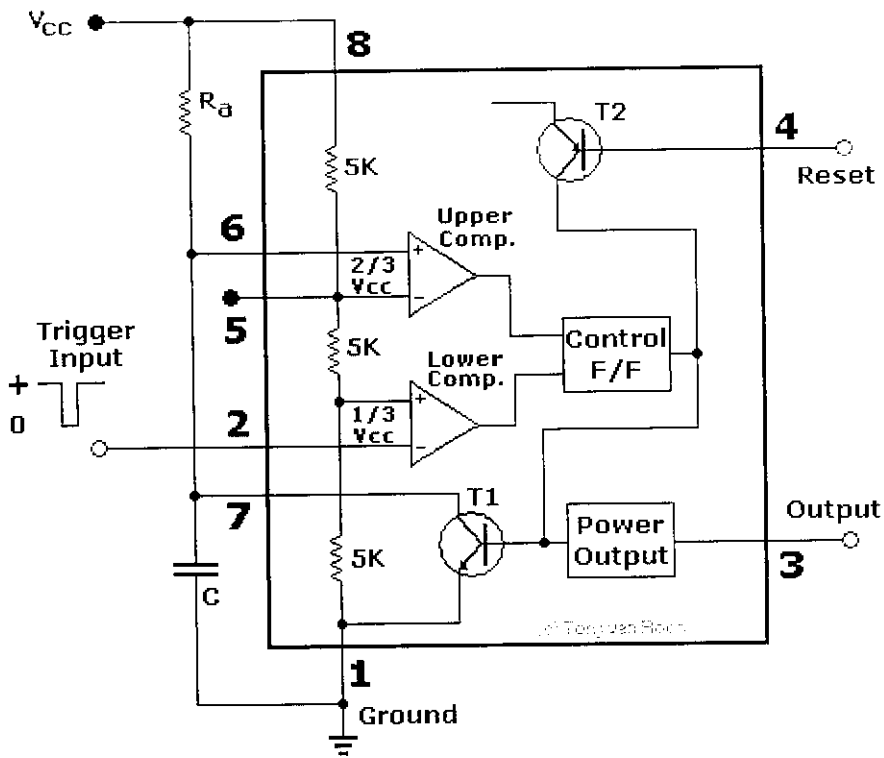 Vcc
8
Ra
T2
4
Reset
5K
6
Upper
Comp.
2/3
Vcc
5
Trigger
Input
+
0
5K
Lower
Comp.
Control
F/F
+
-
+
-
2
1/3
Vcc
7
T1
Power
Output
Output
3
5K
C
1
Ground